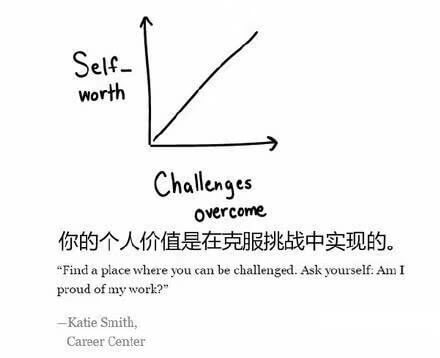 Self-
worth
Challenges
overcome
你的个人价值是在克服挑战中实现的。
“Find a place where you can be challenged. Ask yourself: Am I
proud of my work?”
—Katie Smith,
Career Center